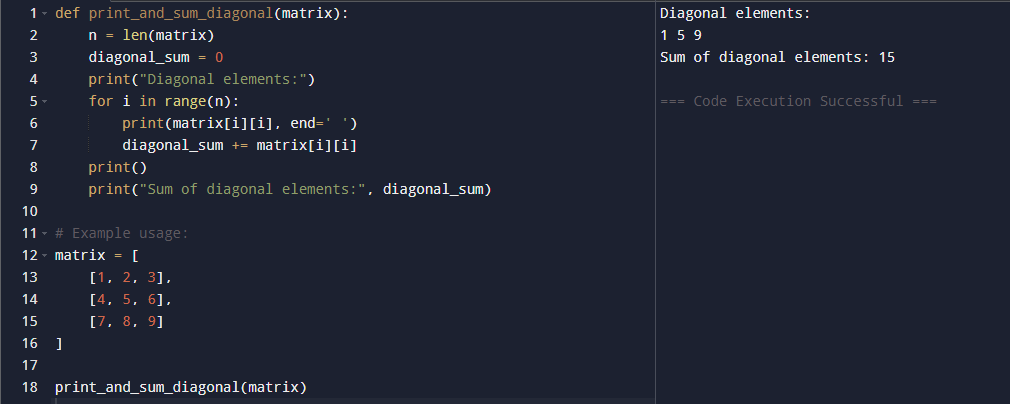 1 def print_and_sum_diagonal(matrix):
2     n = len(matrix)
3     diagonal_sum = 0
4     print("Diagonal elements:")
5     for i in range(n):
6         print(matrix[i][i], end=' ')
7         diagonal_sum += matrix[i][i]
8     print()
9     print("Sum of diagonal elements:", diagonal_sum)
10
11 # Example usage:
12 matrix = [
13     [1, 2, 3],
14     [4, 5, 6],
15     [7, 8, 9]
16 ]
17
18 print_and_sum_diagonal(matrix)
Diagonal elements:
1 5 9
Sum of diagonal elements: 15
=== Code Execution Successful ===